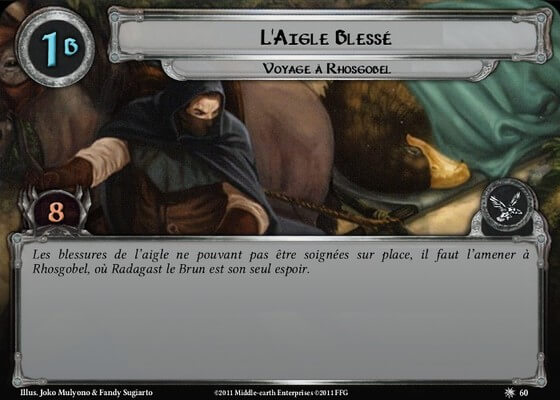 1B
L'Aigle Blessé
Voyage à Rhosgobel
8
Les blessures de l'aigle ne pouvant pas être soignées sur place, il faut l'amener à
Rhosgobel, où Radagast le Brun est son seul espoir.
Illus. Joko Mulyono & Fandy Sugiarto
©2011 Middle-earth Enterprises ©2011 FFG
60